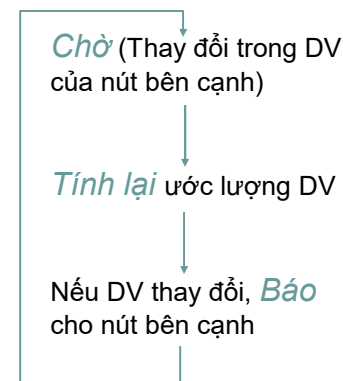 Chờ (Thay đổi trong DV
của nút bên cạnh)
Tính lại ước lượng DV
Nếu DV thay đổi, Báo
cho nút bên cạnh